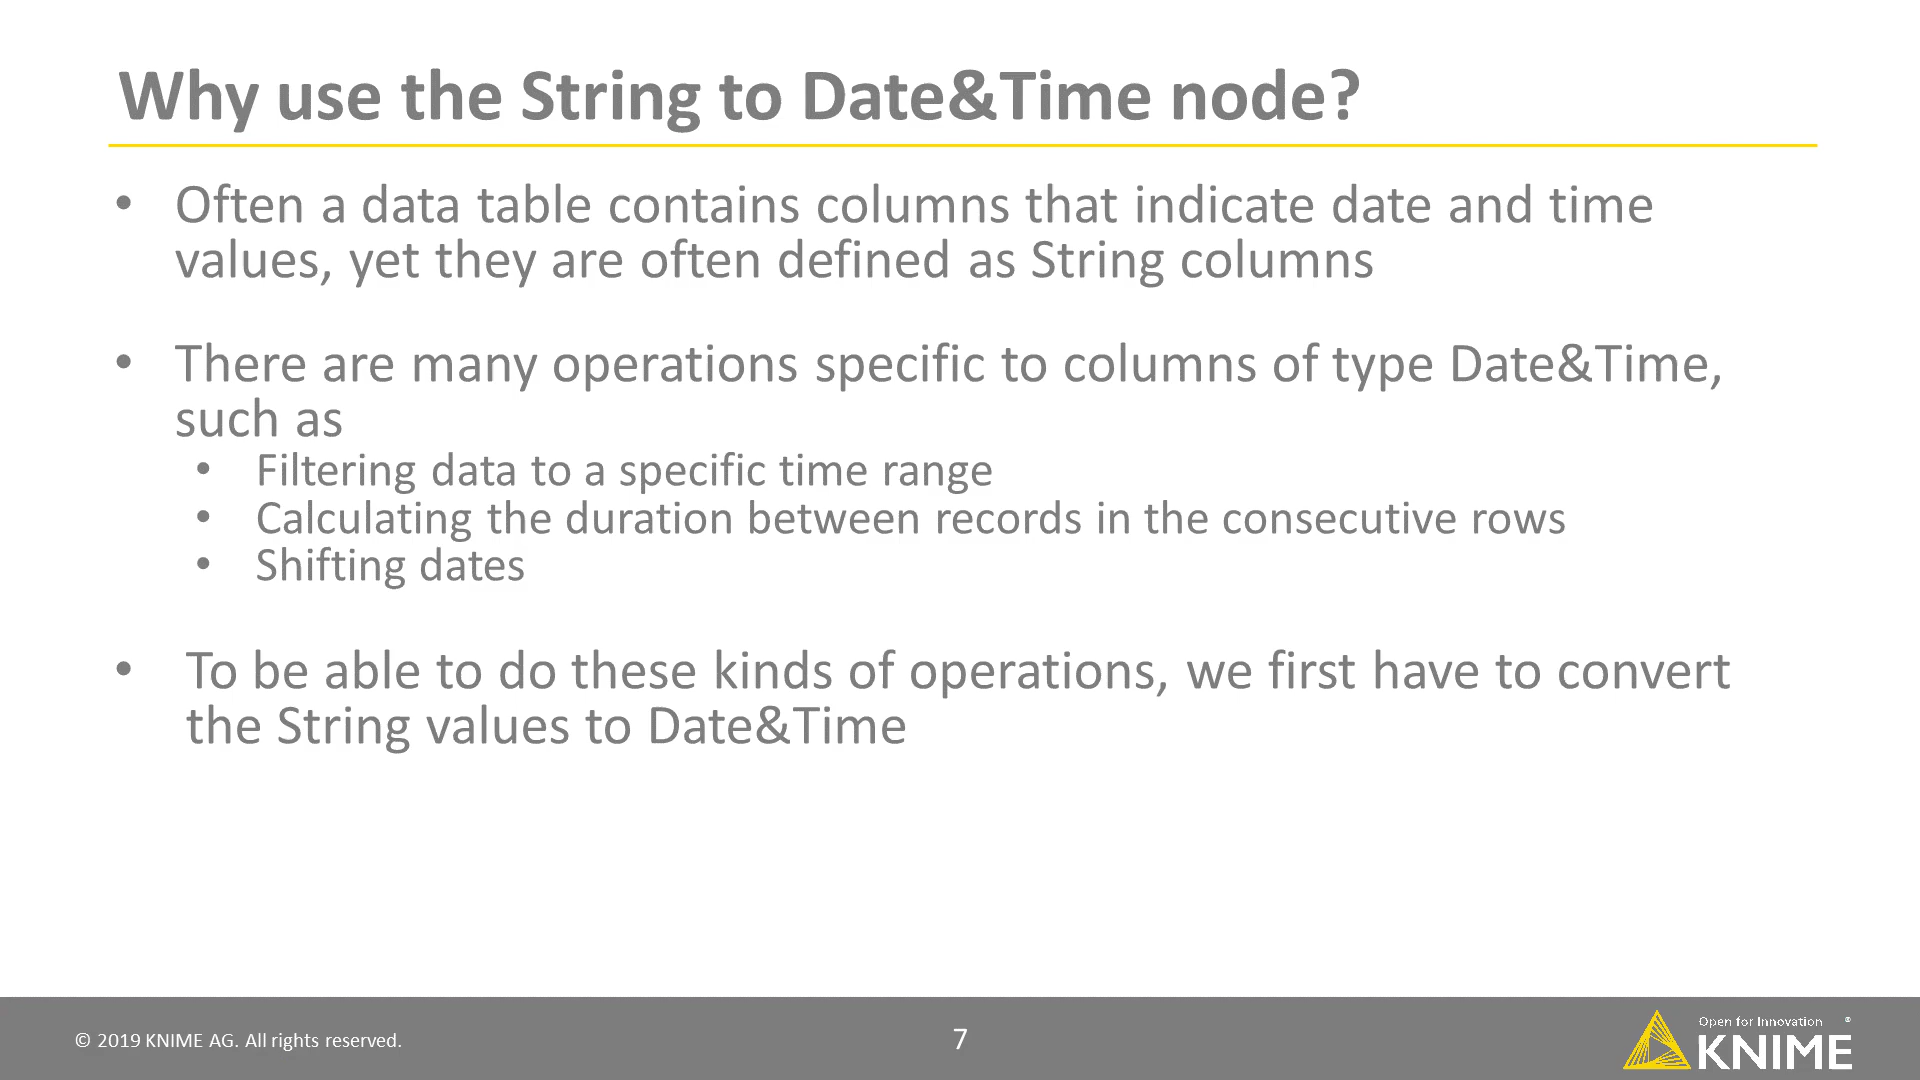 Why use the String to Date&Time node?
• Often a data table contains columns that indicate date and time
values, yet they are often defined as String columns
• There are many operations specific to columns of type Date&Time,
such as
• Filtering data to a specific time range
• Calculating the duration between records in the consecutive rows
• Shifting dates
• To be able to do these kinds of operations, we first have to convert
the String values to Date&Time
© 2019 KNIME AG. All rights reserved.
7
Open for Innovation ®
KNIME